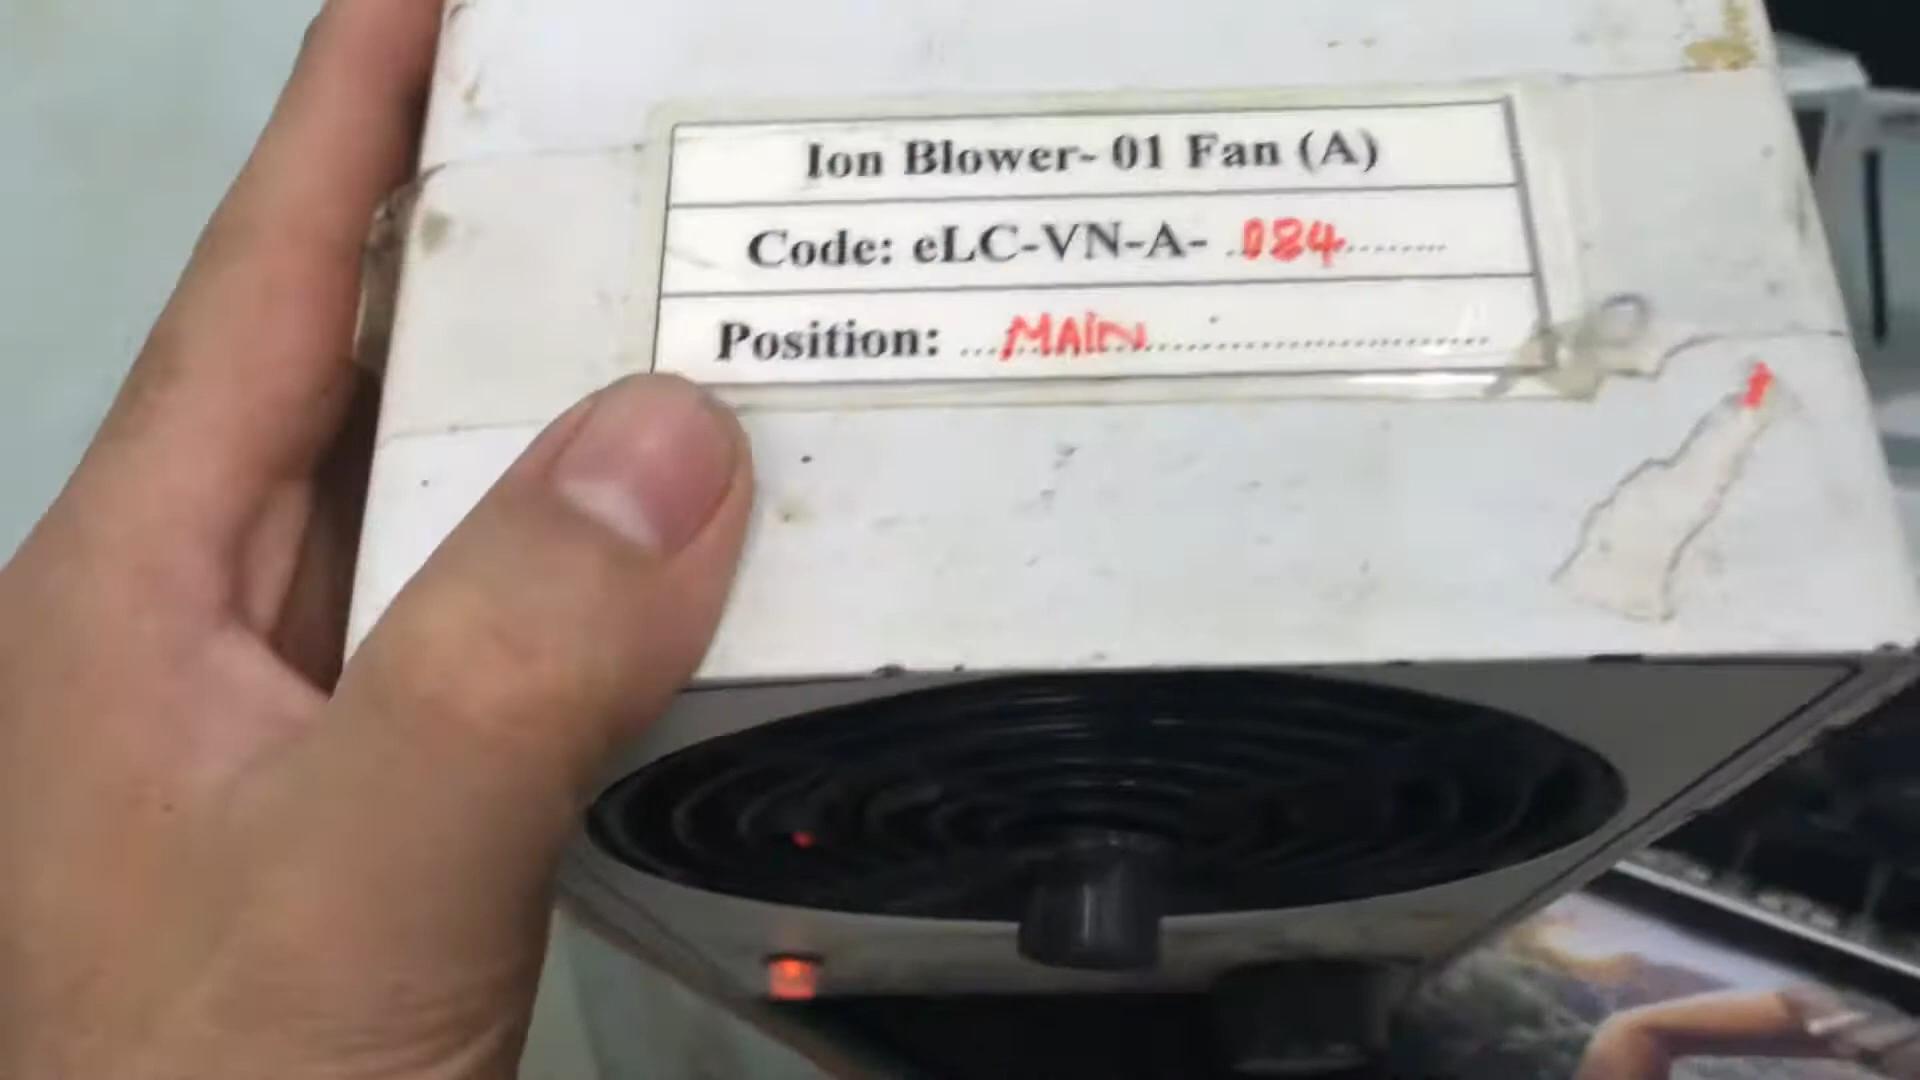 Ion Blower- 01 Fan (A)
Code: eLC-VN-A- 084
Position: MAIN